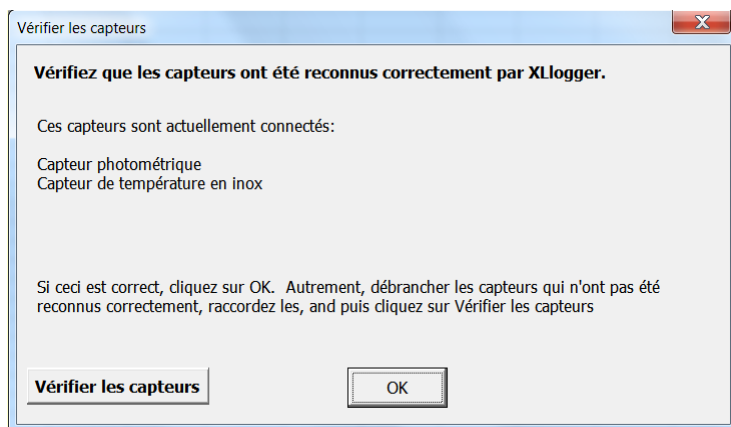 Vérifier les capteurs
Vérifiez que les capteurs ont été reconnus correctement par XLlogger.
Ces capteurs sont actuellement connectés:
Capteur photométrique
Capteur de température en inox
Si ceci est correct, cliquez sur OK.  Autrement, débrancher les capteurs qui n'ont pas été
reconnus correctement, raccordez les, and puis cliquez sur Vérifier les capteurs
Vérifier les capteurs
OK